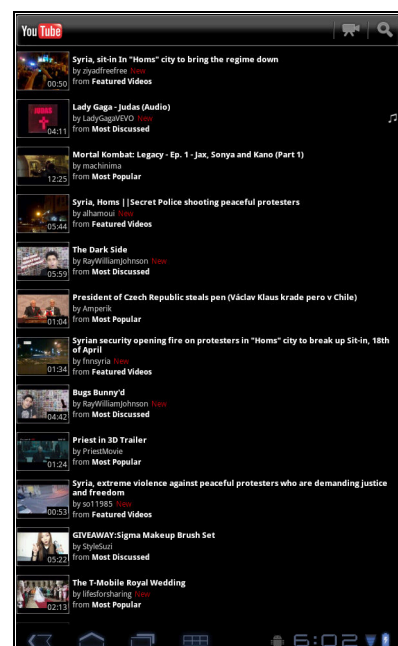 YouTube
Syria, sit-in In "Homs" city to bring the regime down
by ziyadfreefree New
00:50
from Featured Videos
Lady Gaga - Judas (Audio)
by LadyGagaVEVO New
04:11
from Most Discussed
Mortal Kombat: Legacy - Ep. 1 - Jax, Sonya and Kano (Part 1)
by machinima
12:25
from Most Popular
Syria, Homs ||Secret Police shooting peaceful protesters
by alhamoui New
05:44
from Featured Videos
The Dark Side
by RayWilliamJohnson New
05:59
from Most Discussed
President of Czech Republic steals pen (Václav Klaus krade pero v Chile)
by Amperik
01:04
from Most Popular
Syrian security opening fire on protesters in "Homs" city to break up Sit-in, 18th
of April
by fnnsyria New
01:34
from Featured Videos
Bugs Bunny'd
by RayWilliamJohnson New
04:42
from Most Discussed
Priest in 3D Trailer
by PriestMovie
01:24
from Most Popular
Syria, extreme violence against peaceful protesters who are demanding justice
and freedom
by so11985 New
00:53
from Featured Videos
GIVEAWAY:Sigma Makeup Brush Set
by StyleSuzi
05:22
from Most Discussed
The T-Mobile Royal Wedding
by lifesforsharing New
02:13
from Most Popular
6:02